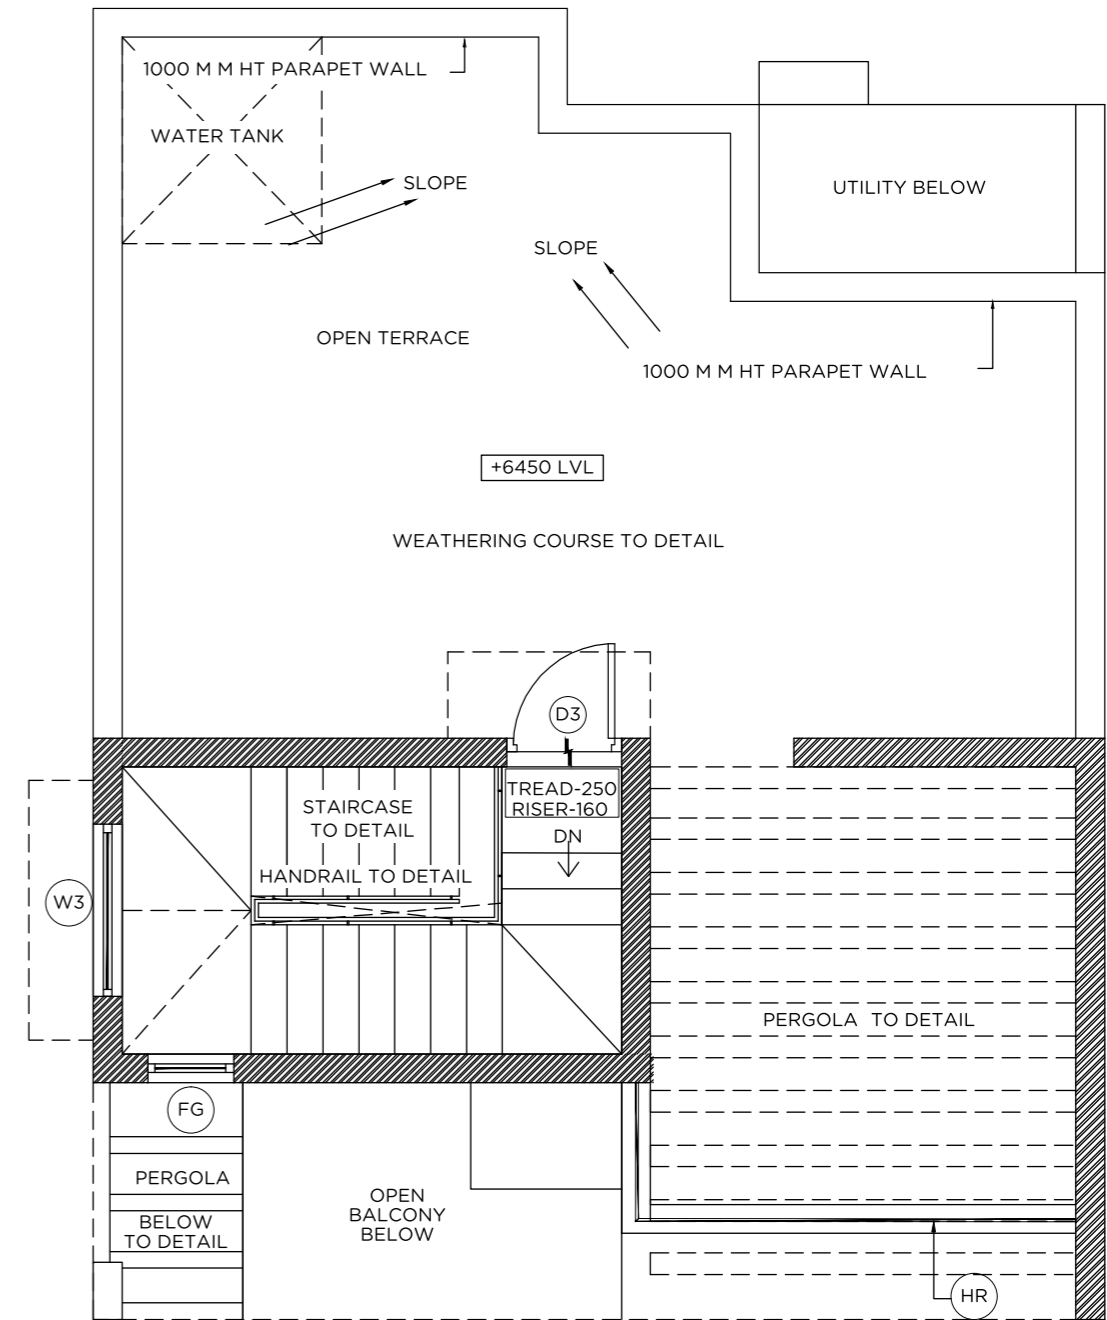 1000 M M HT PARAPET WALL
WATER TANK
SLOPE
UTILITY BELOW
SLOPE
OPEN TERRACE
1000 M M HT PARAPET WALL
+6450 LVL
WEATHERING COURSE TO DETAIL
D3
TREAD-250
RISER-160
STAIRCASE
TO DETAIL
DN
HANDRAIL TO DETAIL
W3
PERGOLA TO DETAIL
FG
PERGOLA
BELOW
TO DETAIL
OPEN
BALCONY
BELOW
HR